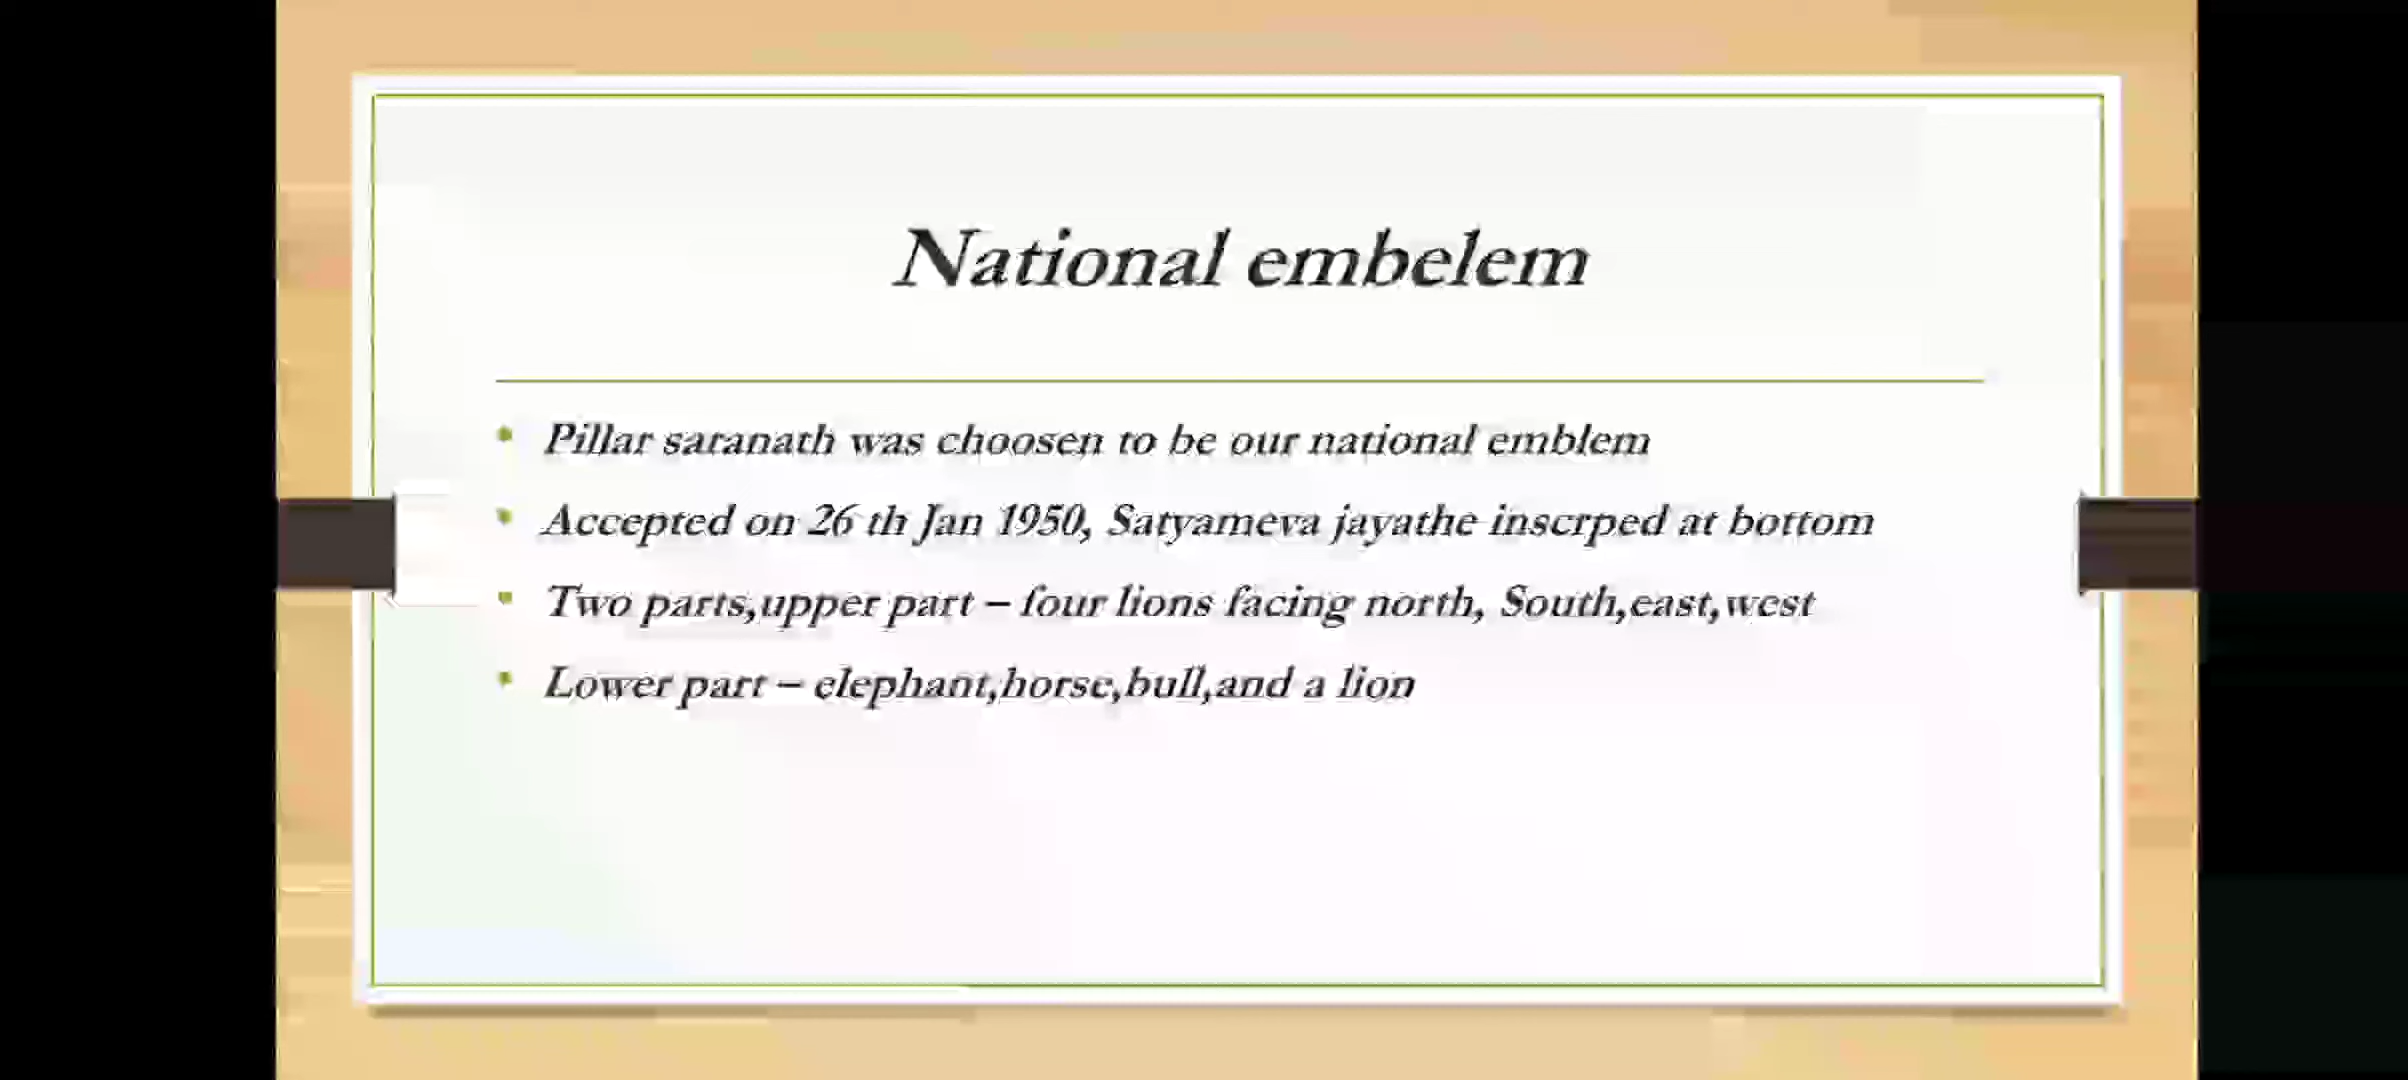 National embelem
Pillar saranath was choosen to be our national emblem
Accepted on 26 th Jan 1950, Satyameva jayathe inscrped at bottom
Two parts,upper part – four lions facing north, South,east,west
Lower part – elephant,horse,bull,and a lion